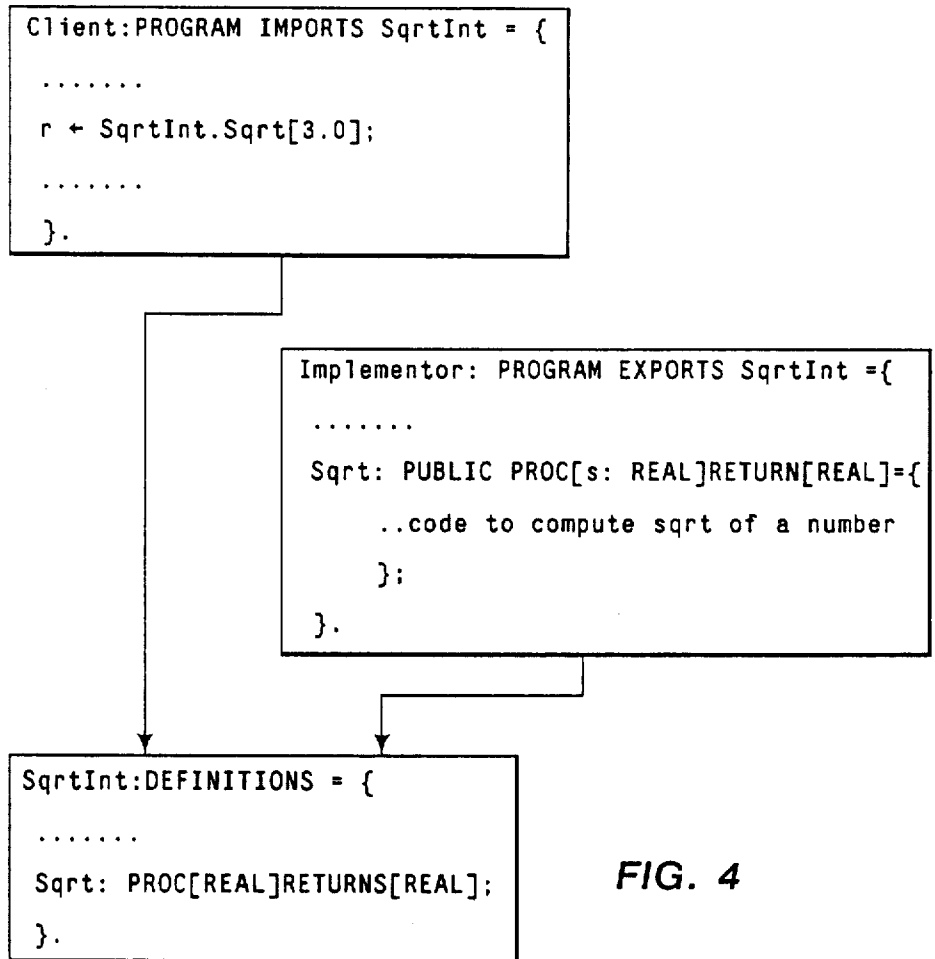 Client:PROGRAM IMPORTS SqrtInt = {
.......
r ← SqrtInt.Sqrt[3.0];
.......
}.
Implementor: PROGRAM EXPORTS SqrtInt ={
.......
Sqrt: PUBLIC PROC[s: REAL]RETURN[REAL]={
..code to compute sqrt of a number
};
}.
SqrtInt:DEFINITIONS = {
.......
Sqrt: PROC[REAL]RETURNS[REAL];
}.
FIG. 4